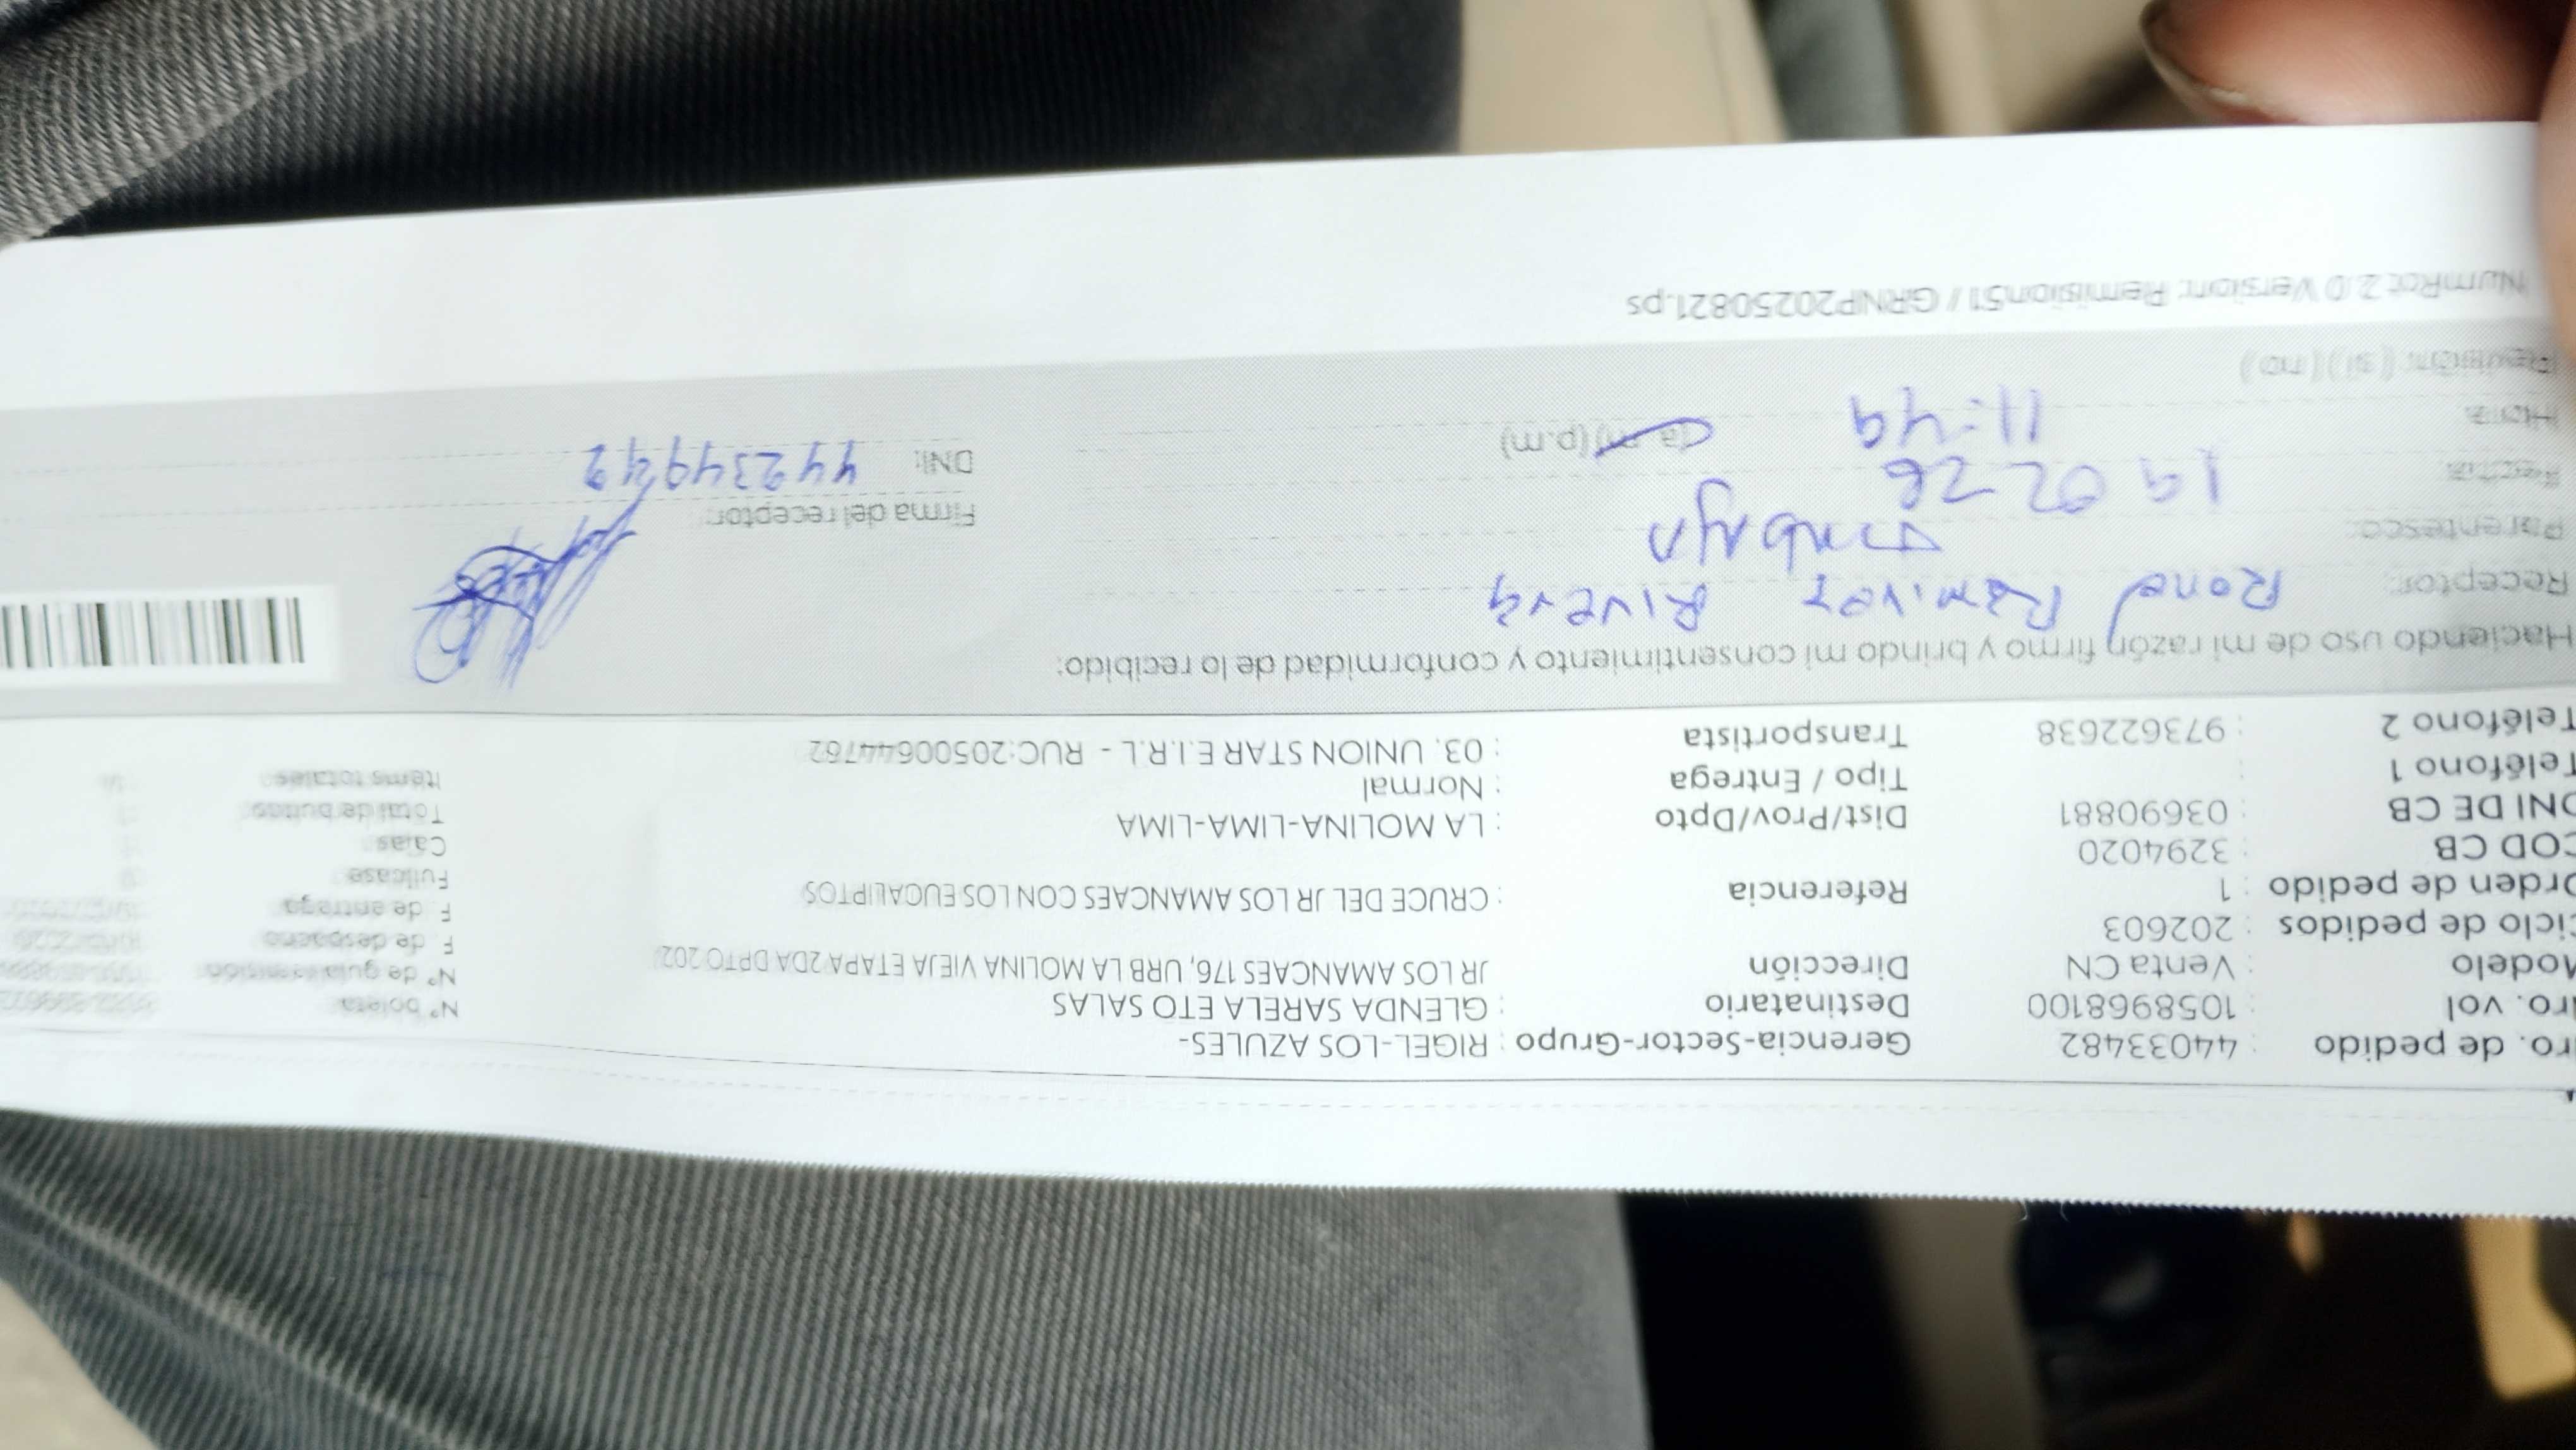 Nro. de pedido : 44033482 Gerencia-Sector-Grupo : RIGEL-LOS AZULES- N° boleta
Nro. vol : 1058968100 Destinatario : GLENDA SARELA ETO SALAS N° de guía remisión
Modelo : Venta CN Dirección JR LOS AMANCAES 176, URB LA MOLINA VIEJA ETAPA 2DA DPTO 202 F. de despacho
Ciclo de pedidos : 202603 F de entrega
Orden de pedido : 1 Referencia : CRUCE DEL JR LOS AMANCAES CON LOS EUCALIPTOS Fullcase
COD CB : 3294020 Cajas
DNI DE CB : 03690881 Dist/Prov/Dpto : LA MOLINA-LIMA-LIMA Total de bultos
Teléfono 1 : Tipo / Entrega : Normal Items totales
Teléfono 2 : 973622638 Transportista : 03. UNION STAR E.I.R.L - RUC:20500644762
Haciendo uso de mi razón firmo y brindo mi consentimiento y conformidad de lo recibido:
Receptor: Ronel Ramirez Rivera
Parentesco: Firma del receptor:
Fecha: 19 02 26
Hora 11:49 (a.m) (p.m) DNI: 44234942
Revisión: (si) (no)
NumRot 2.0 Version: Remision51 / GRNP20250821.ps